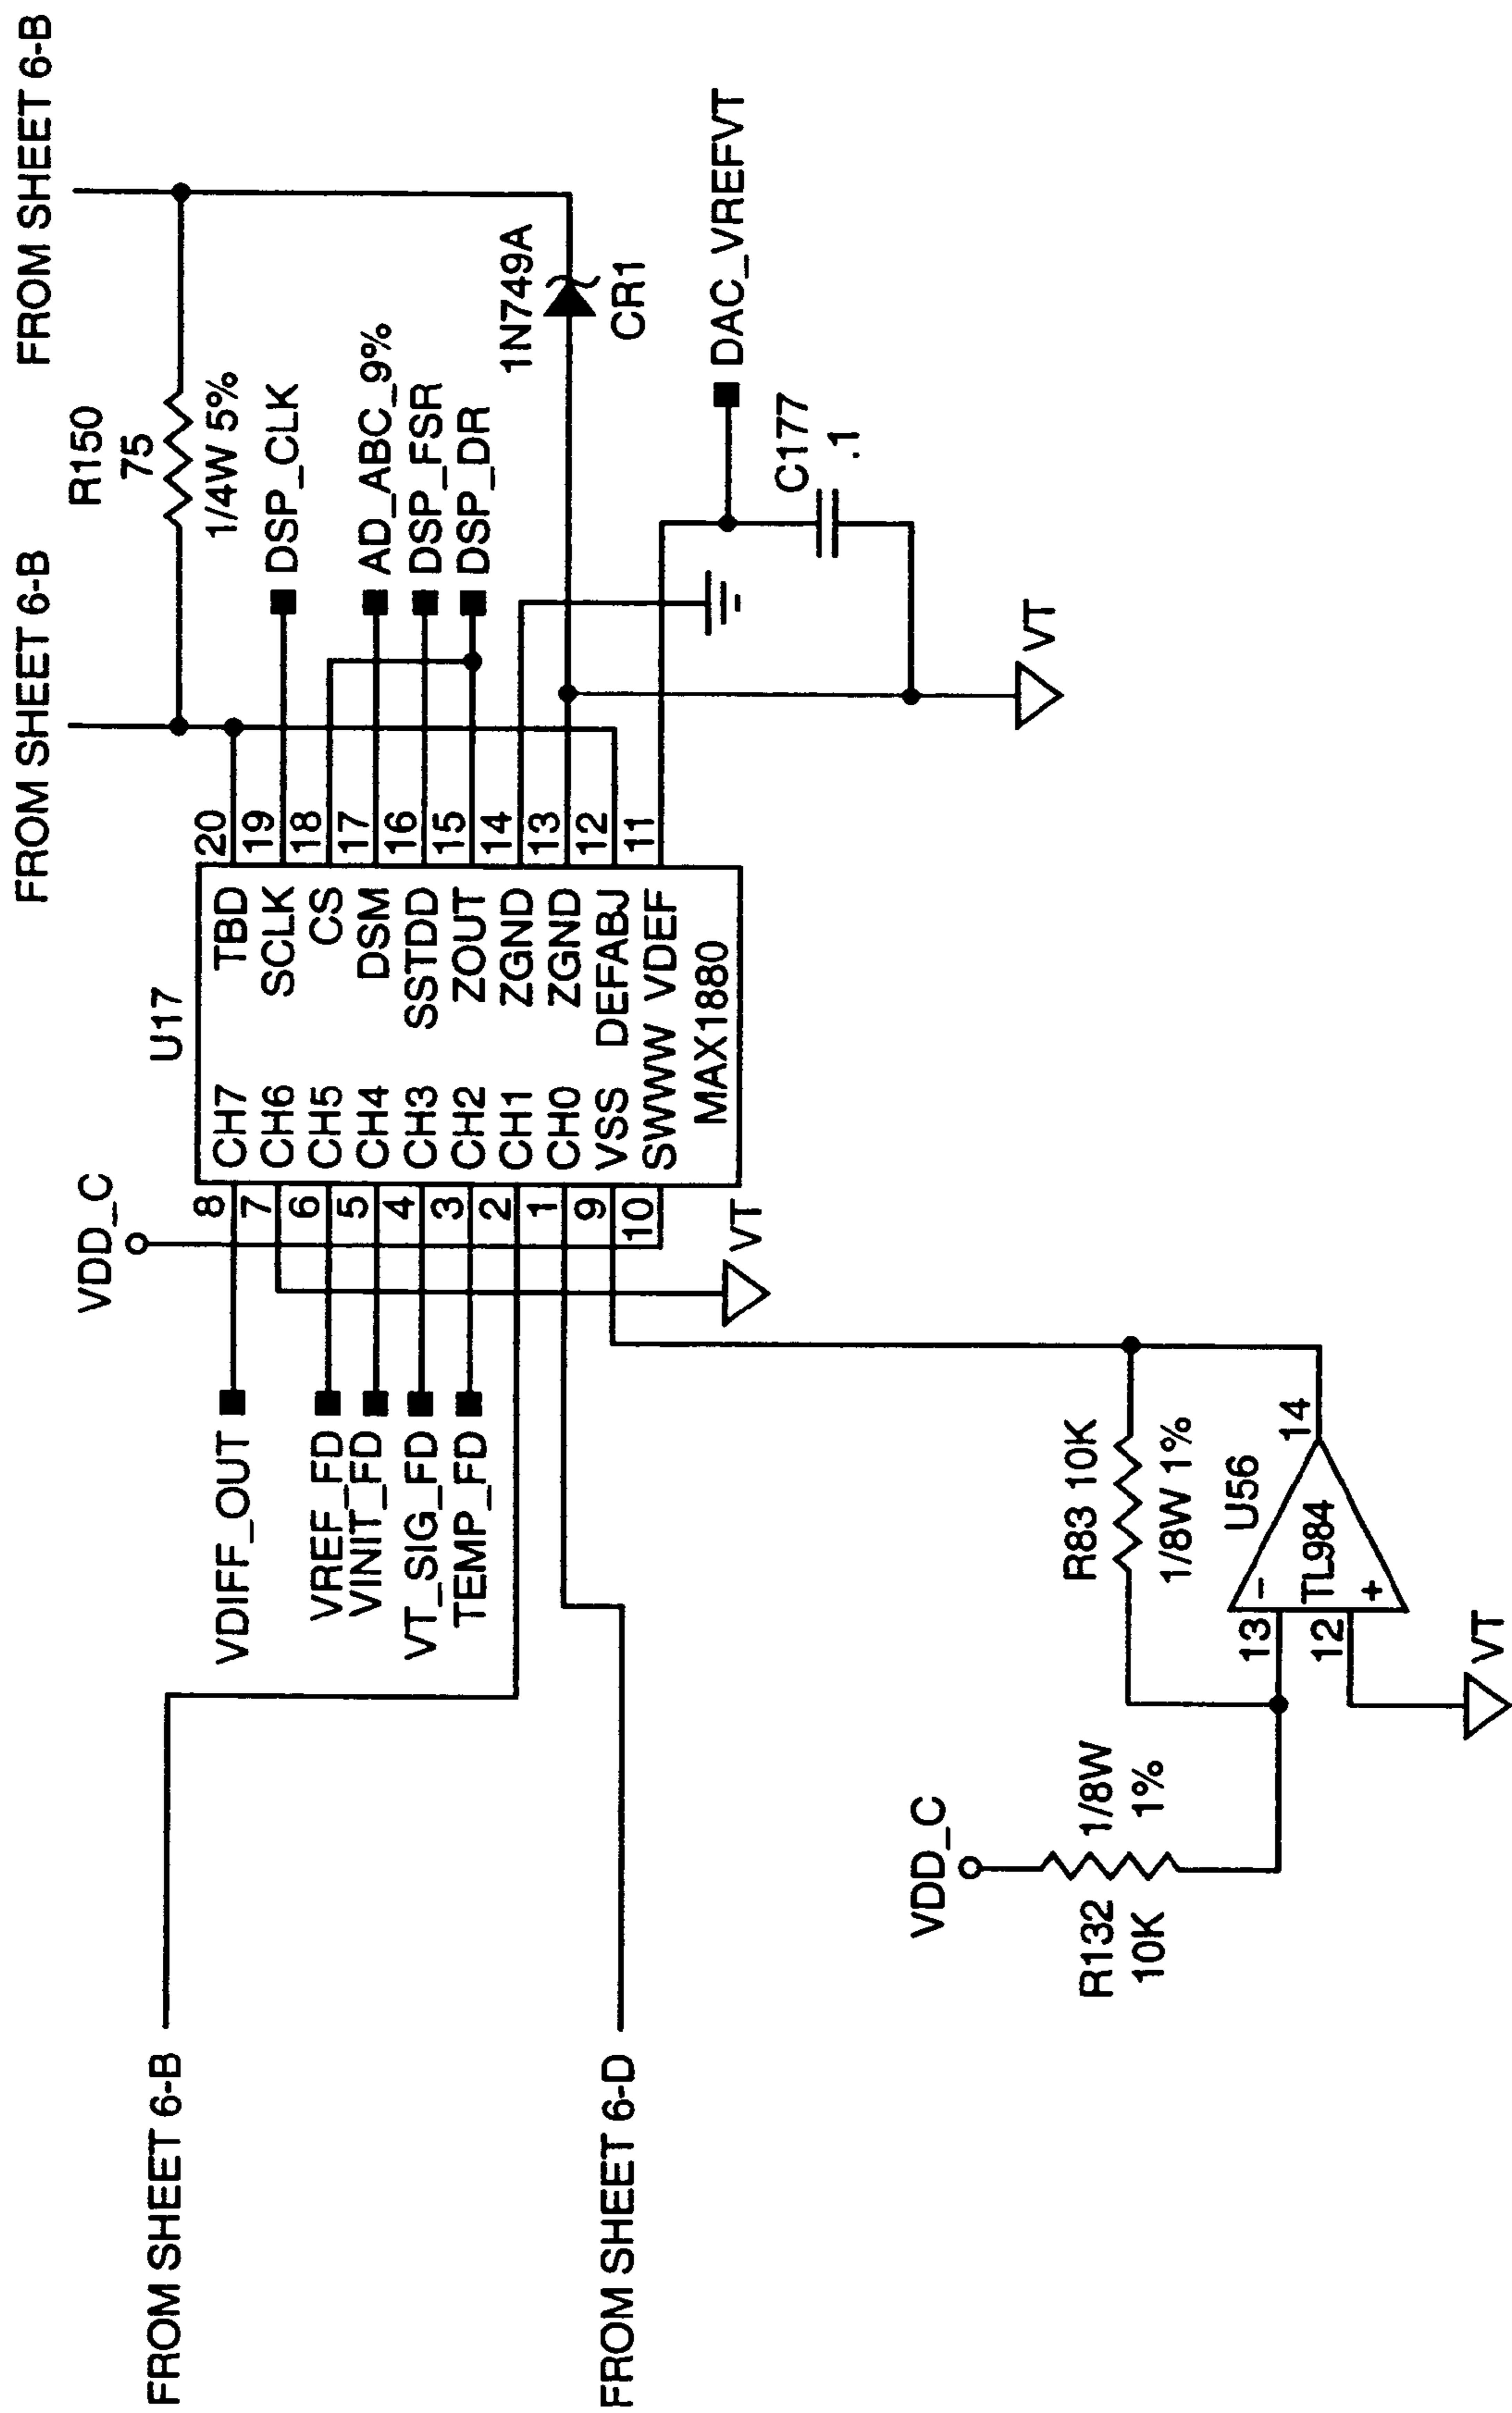 FROM SHEET 6-B
FROM SHEET 6-B
R150
75
1/4W 5%
DSP_CLK
AD_ABC_9%
DSP_FSR
DSP_DR
1N749A
CR1
DAC_VREFVT
C177
.1
VT
VDD_C
U17
8 CH7 TBD 20
7 CH6 SCLK 19
6 CH5 CS 18
5 CH4 DSM 17
4 CH3 SSTDD 16
3 CH2 ZOUT 15
2 CH1 ZGND 14
1 CH0 ZGND 13
9 VSS DEFABJ 12
10 SWWW VDEF 11
MAX1880
VT
VDIFF_OUT
VREF_FD
VINIT_FD
VT_SIG_FD
TEMP_FD
FROM SHEET 6-B
FROM SHEET 6-D
R83 10K
1/8W 1%
U56
TL984
13
-
12
+
14
VT
VDD_C
R132
10K
1/8W
1%